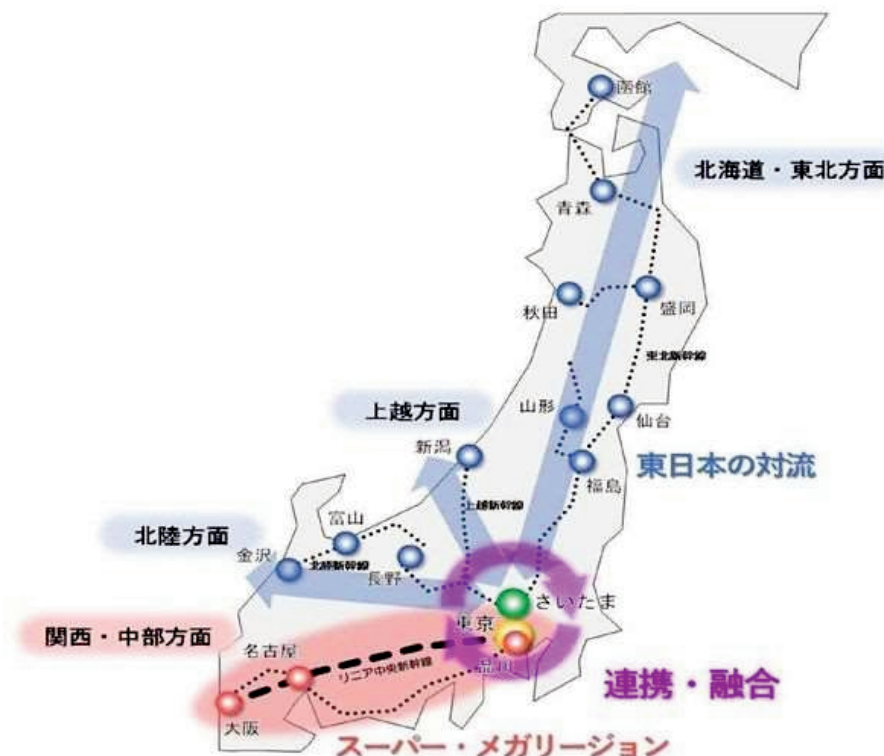 函館
北海道・東北方面
青森
秋田
盛岡
東北新幹線
上越方面
山形
仙台
新潟
東日本の対流
福島
上越新幹線
富山
北陸方面
金沢
北陸新幹線
長野
さいたま
東京
関西・中部方面
名古屋
品川
リニア中央新幹線
連携・融合
大阪
スーパー・メガリージョン